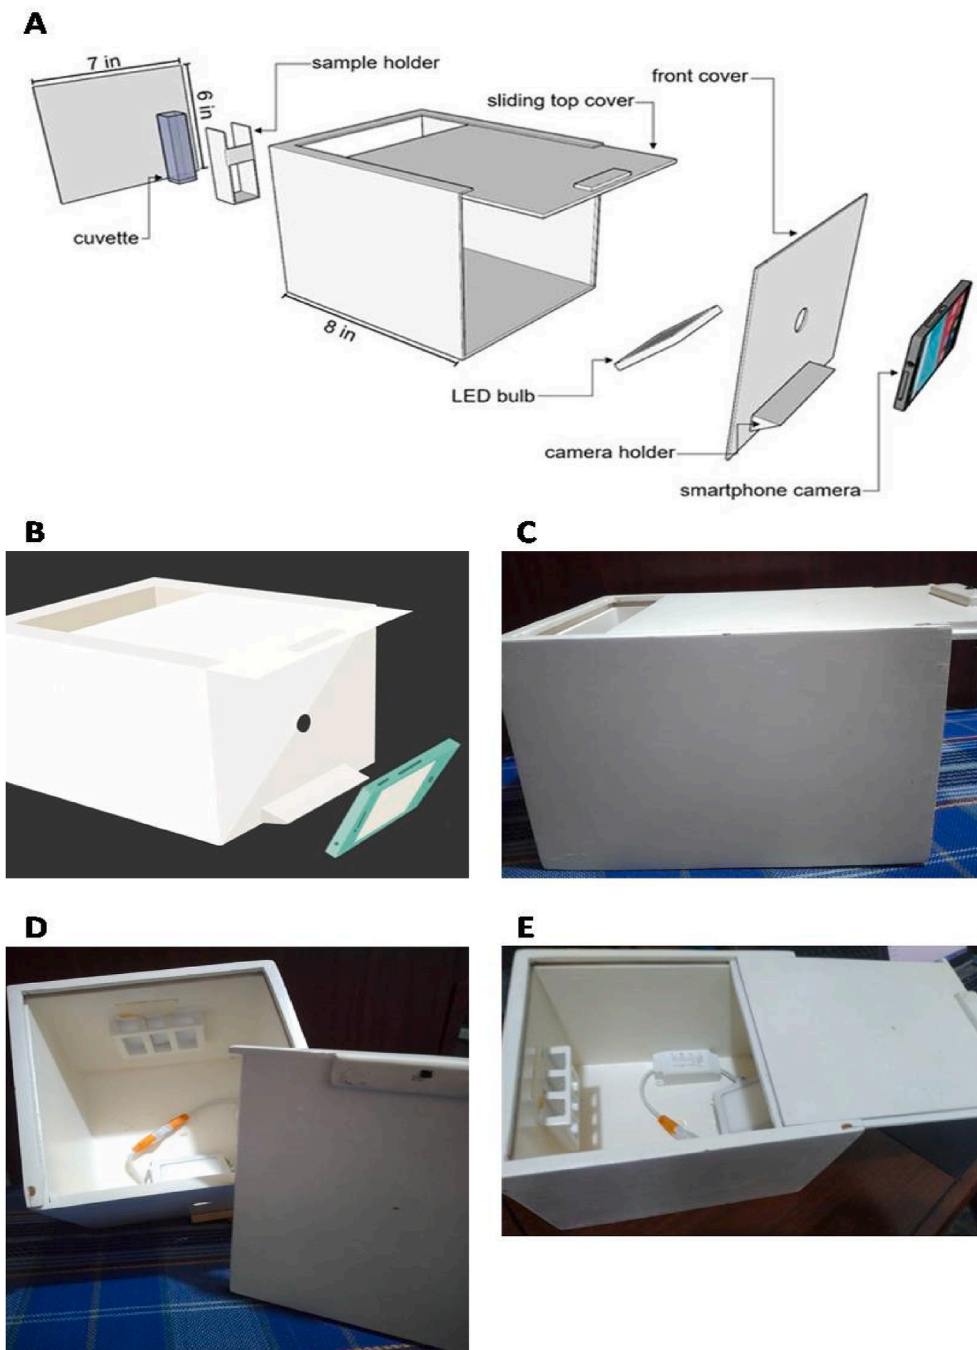 A
7 in
sample holder
front cover
sliding top cover
6 in
cuvette
8 in
LED bulb
camera holder
smartphone camera
B
C
D
E